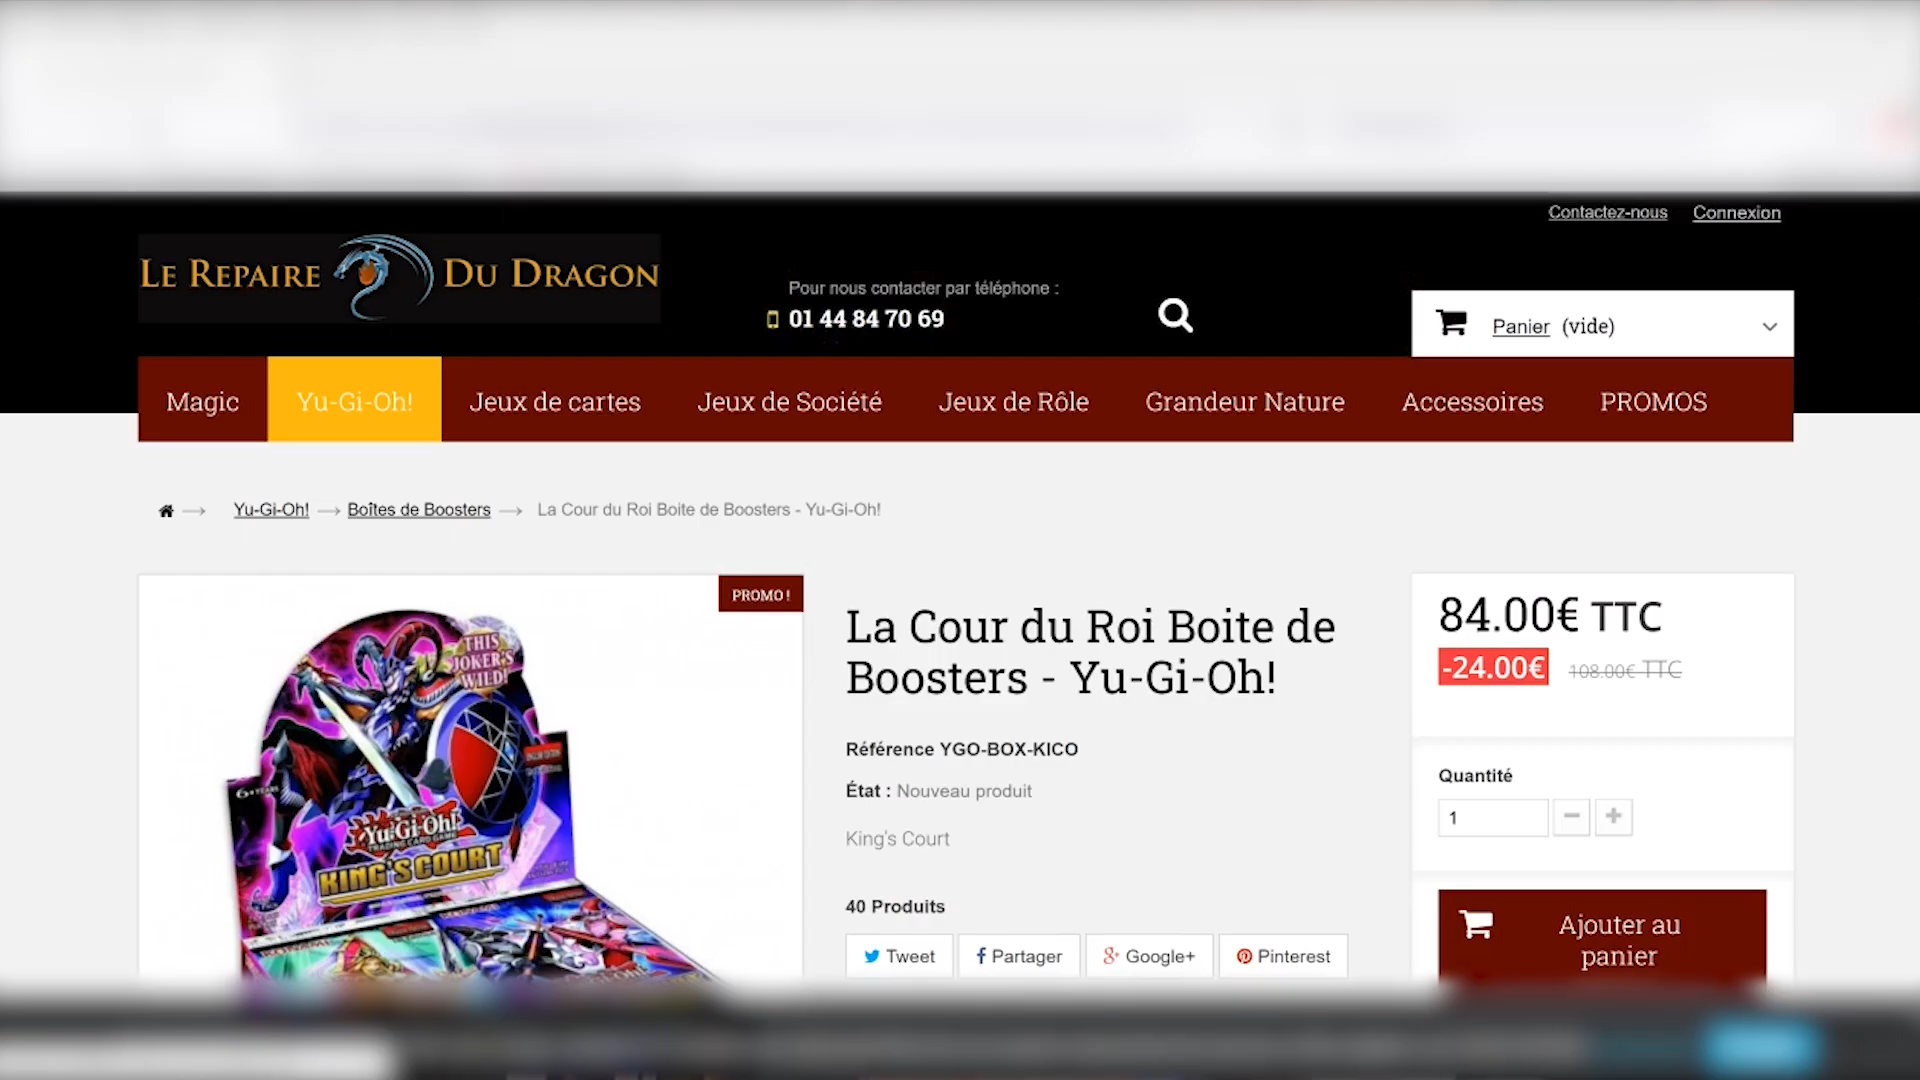 Contactez-nous Connexion
LE REPAIRE DU DRAGON
Pour nous contacter par téléphone :
01 44 84 70 69
Panier (vide)
Magic Yu-Gi-Oh! Jeux de cartes Jeux de Société Jeux de Rôle Grandeur Nature Accessoires PROMOS
Yu-Gi-Oh! Boîtes de Boosters La Cour du Roi Boite de Boosters - Yu-Gi-Oh!
PROMO !
THIS
JOKER'S
WILD!
6+ YEARS
Yu-Gi-Oh!
TRADING CARD GAME
KING'S COURT
La Cour du Roi Boite de
Boosters - Yu-Gi-Oh!
Référence YGO-BOX-KICO
État : Nouveau produit
King's Court
40 Produits
Tweet Partager Google+ Pinterest
84.00€ TTC
-24.00€ 108.00€ TTC
Quantité
1
Ajouter au
panier